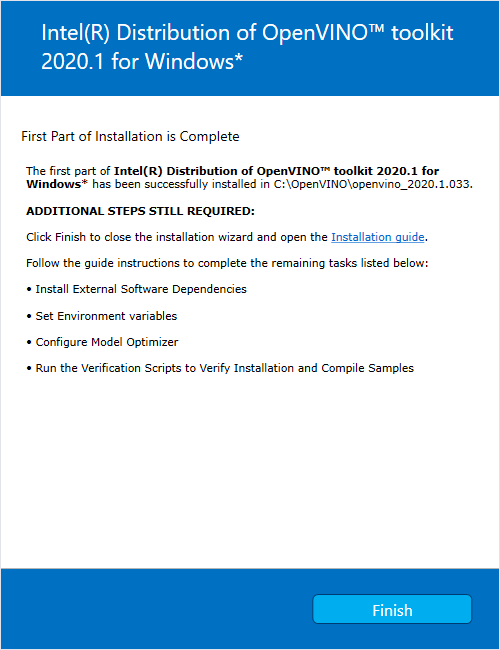 Intel(R) Distribution of OpenVINO™ toolkit
2020.1 for Windows*
First Part of Installation is Complete
The first part of Intel(R) Distribution of OpenVINO™ toolkit 2020.1 for
Windows* has been successfully installed in C:\OpenVINO\openvino_2020.1.033.
ADDITIONAL STEPS STILL REQUIRED:
Click Finish to close the installation wizard and open the Installation guide.
Follow the guide instructions to complete the remaining tasks listed below:
• Install External Software Dependencies
• Set Environment variables
• Configure Model Optimizer
• Run the Verification Scripts to Verify Installation and Compile Samples
Finish